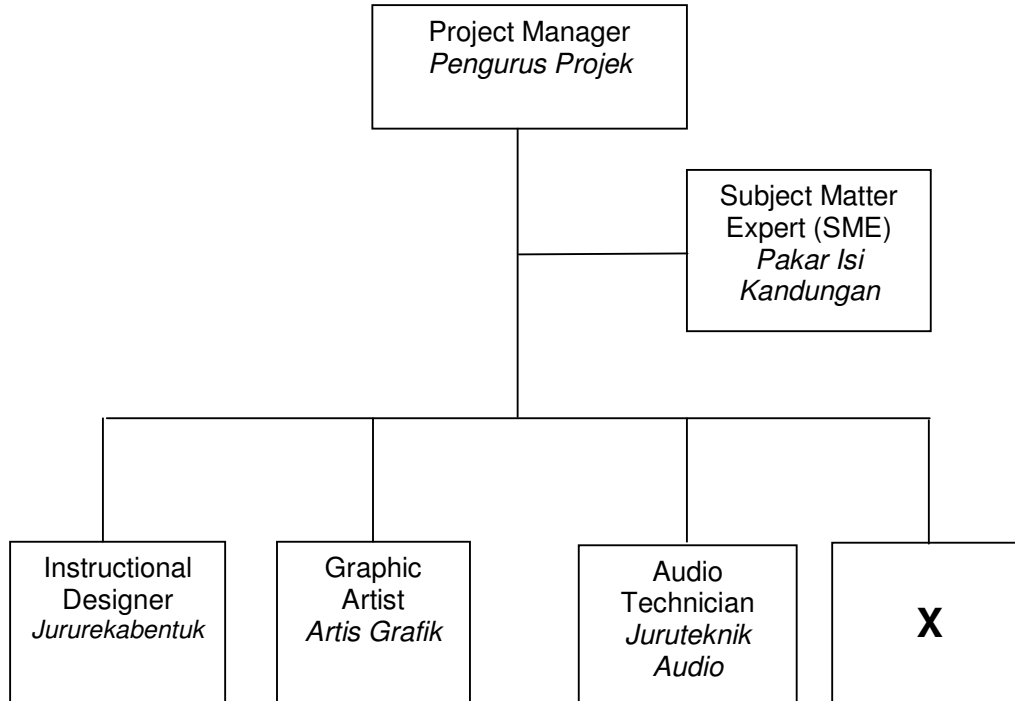 Project Manager
Pengurus Projek
Subject Matter
Expert (SME)
Pakar Isi
Kandungan
Instructional
Designer
Jururekabentuk
Graphic
Artist
Artis Grafik
Audio
Technician
Juruteknik
Audio
X